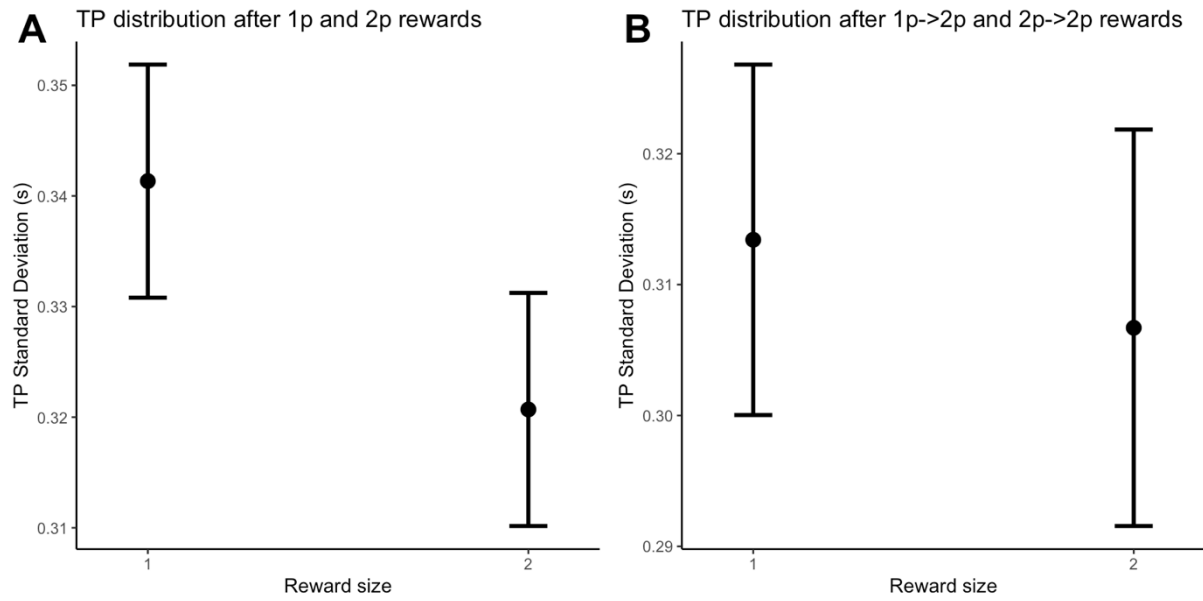 A
TP distribution after 1p and 2p rewards
TP Standard Deviation (s)
0.35
0.34
0.33
0.32
0.31
1
2
Reward size
B
TP distribution after 1p->2p and 2p->2p rewards
TP Standard Deviation (s)
0.32
0.31
0.30
0.29
1
2
Reward size